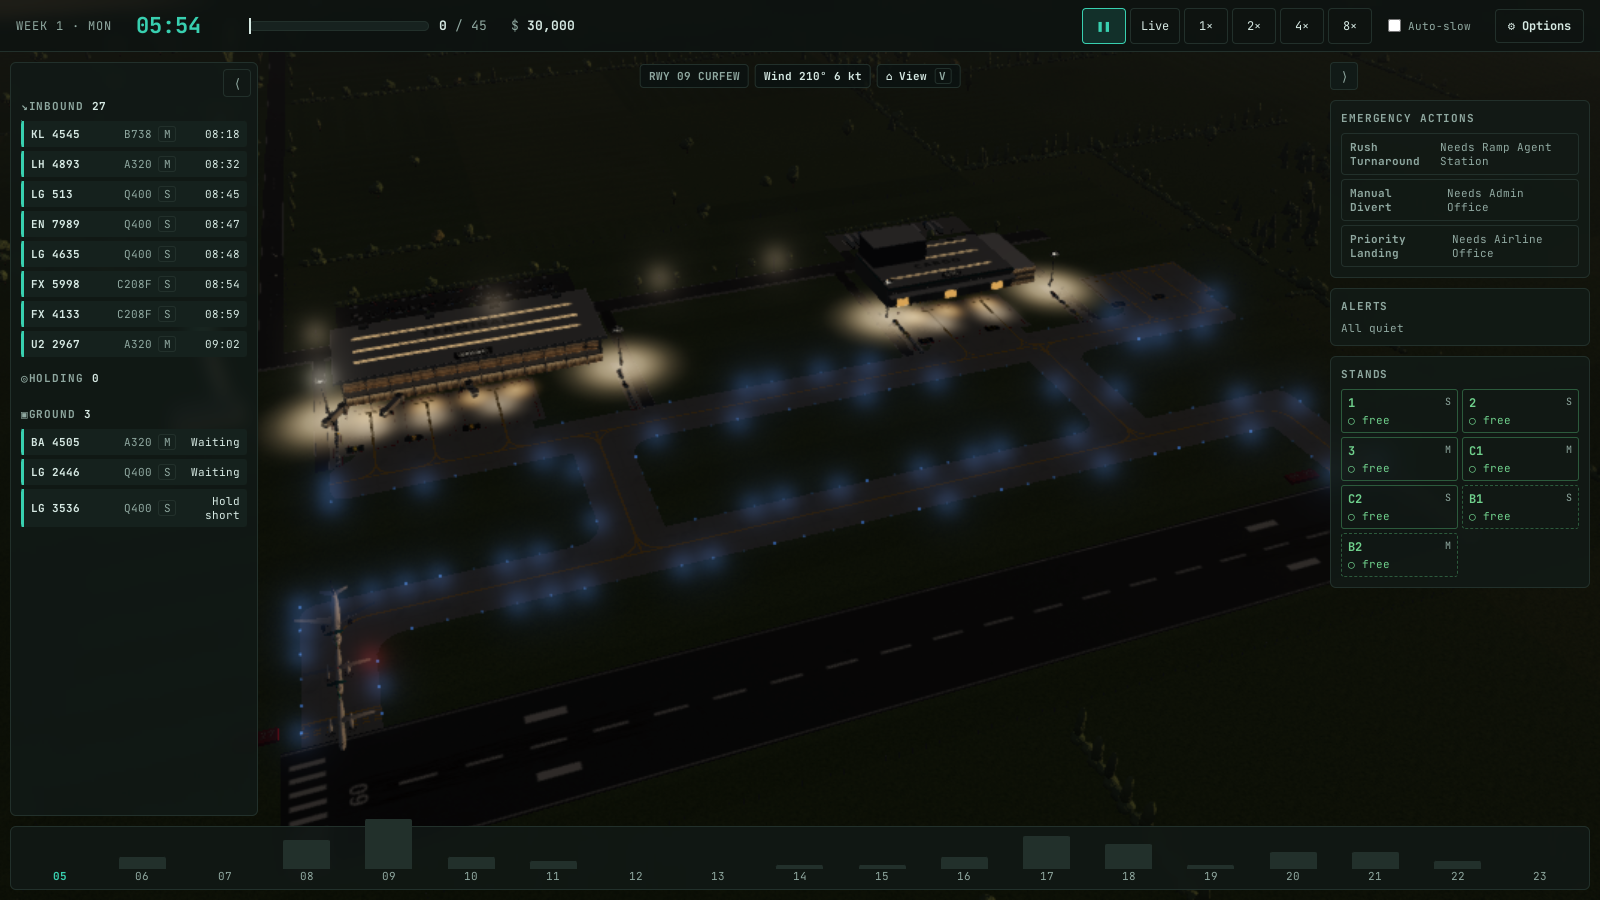 WEEK 1 · MON 05:54 0 / 45 $ 30,000 ❚❚ Live 1× 2× 4× 8× Auto-slow ⚙ Options
RWY 09 CURFEW Wind 210° 6 kt ⌂ View V
⟨
↘INBOUND 27
KL 4545 B738 M 08:18
LH 4893 A320 M 08:32
LG 513 Q400 S 08:45
EN 7989 Q400 S 08:47
LG 4635 Q400 S 08:48
FX 5998 C208F S 08:54
FX 4133 C208F S 08:59
U2 2967 A320 M 09:02
◎HOLDING 0
▣GROUND 3
BA 4505 A320 M Waiting
LG 2446 Q400 S Waiting
LG 3536 Q400 S Hold
short
⟩
EMERGENCY ACTIONS
Rush Needs Ramp Agent
Turnaround Station
Manual Needs Admin
Divert Office
Priority Needs Airline
Landing Office
ALERTS
All quiet
STANDS
1 S 2 S
○ free ○ free
3 M C1 M
○ free ○ free
C2 S B1 S
○ free ○ free
B2 M
○ free
09
05 06 07 08 09 10 11 12 13 14 15 16 17 18 19 20 21 22 23